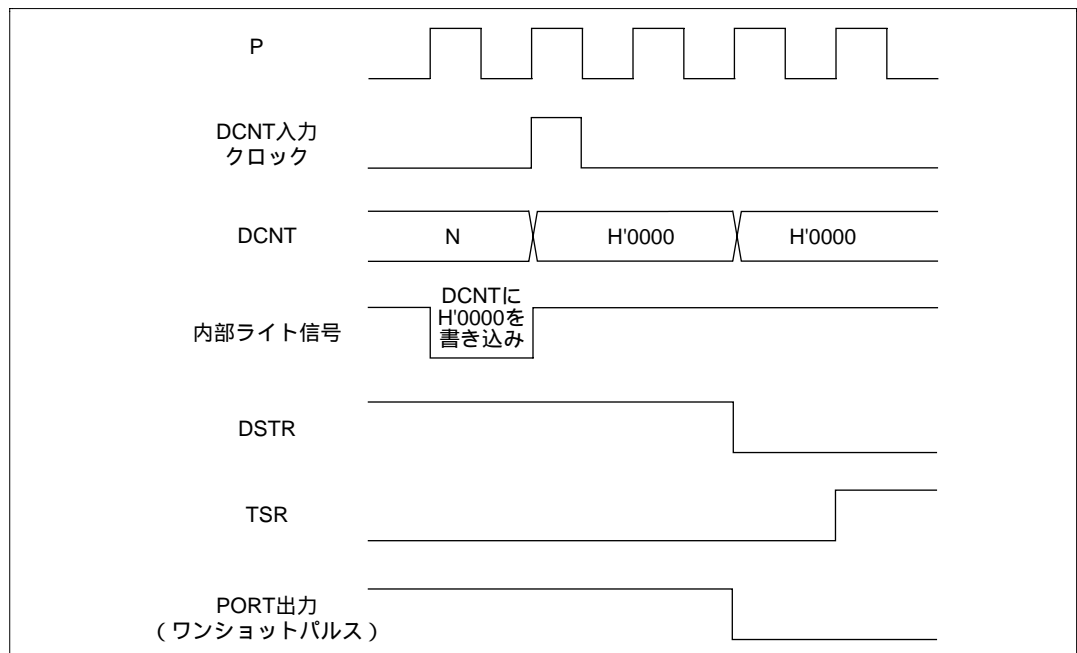 P
DCNT入力
クロック
DCNT
N
H'0000
H'0000
内部ライト信号
DCNTに
H'0000を
書き込み
DSTR
TSR
PORT出力
(ワンショットパルス)